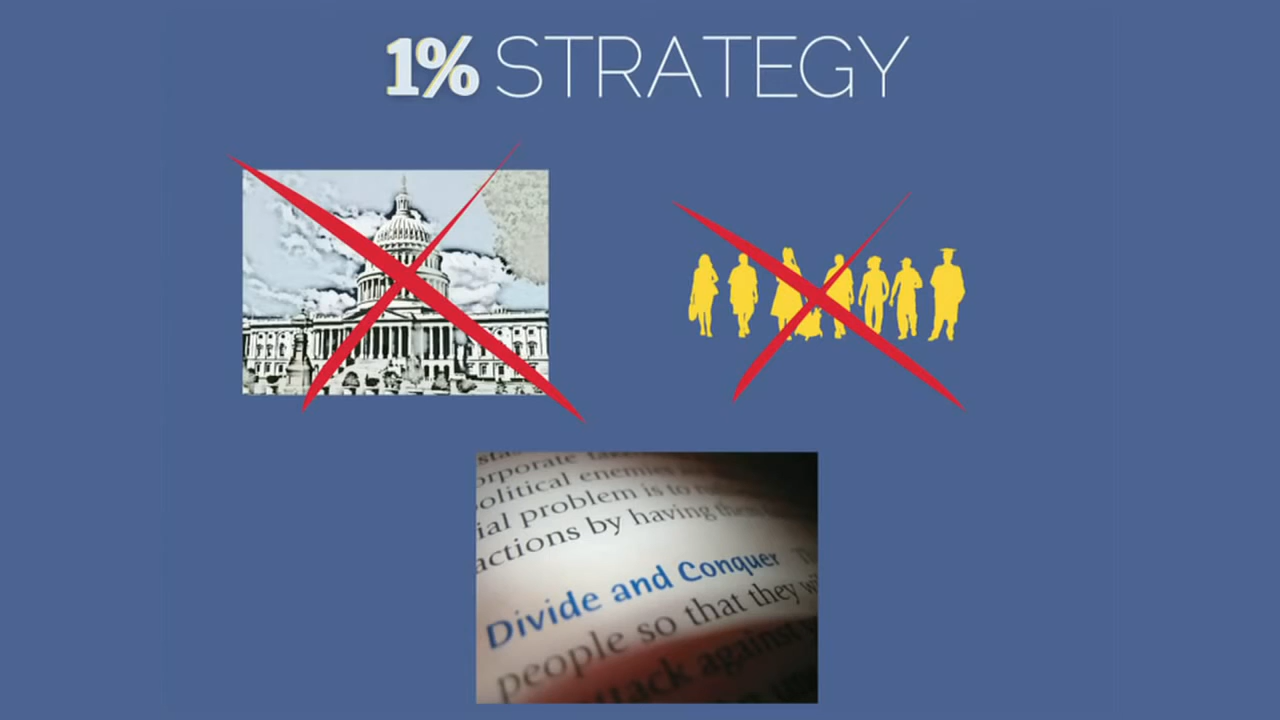 1% STRATEGY
orporate
olitical enemies
ial problem is to
actions by having them
Divide and Conquer
people so that they
attack against